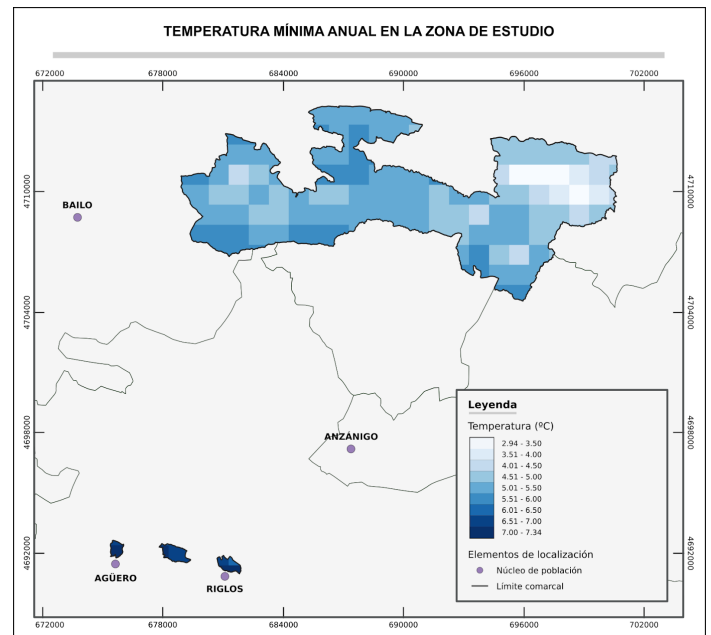 TEMPERATURA MÍNIMA ANUAL EN LA ZONA DE ESTUDIO
672000 678000 684000 690000 696000 702000
4710000 4710000
BAILO
4704000 4704000
ANZÁNIGO
4698000 4698000
Leyenda
Temperatura (ºC)
2.94 - 3.50
3.51 - 4.00
4.01 - 4.50
4.51 - 5.00
5.01 - 5.50
5.51 - 6.00
6.01 - 6.50
6.51 - 7.00
7.00 - 7.34
Elementos de localización
Núcleo de población
Límite comarcal
4692000 4692000
AGÜERO
RIGLOS
672000 678000 684000 690000 696000 702000